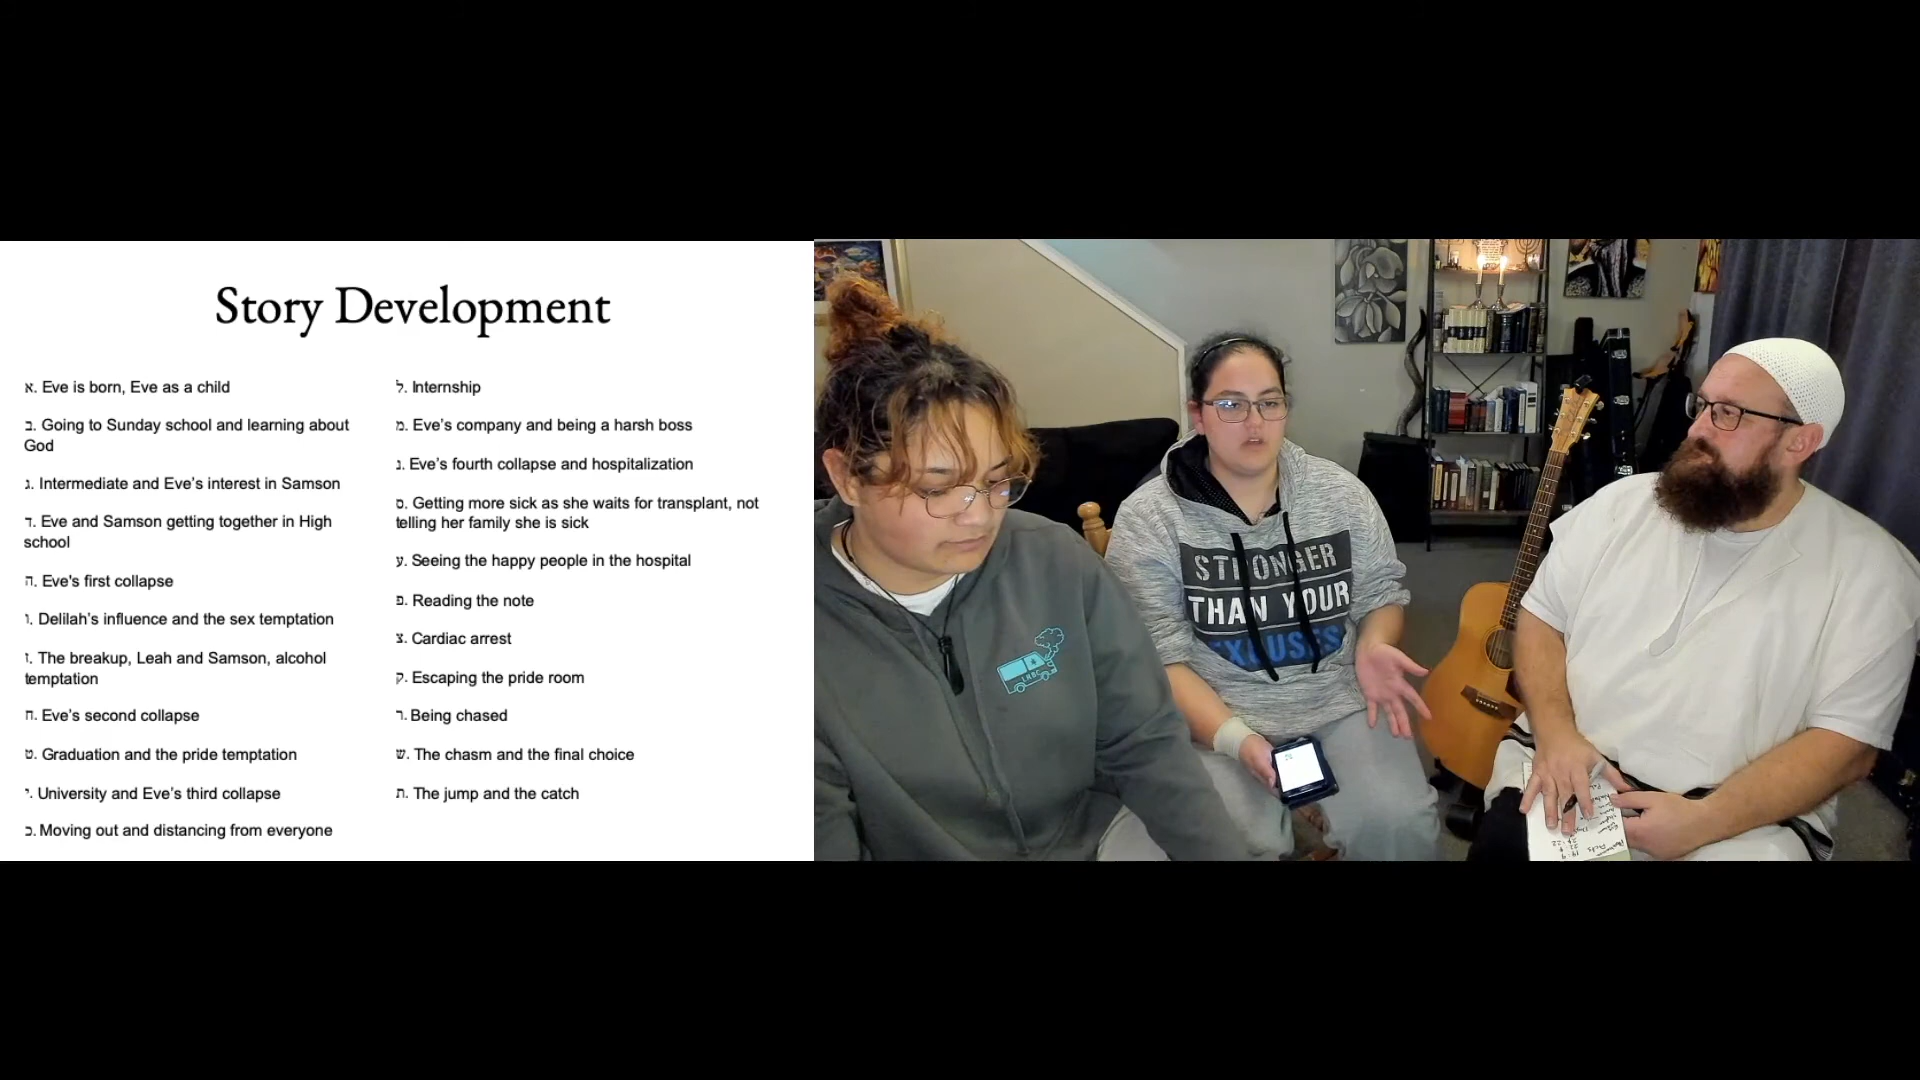 Story Development
א. Eve is born, Eve as a child
ב. Going to Sunday school and learning about
God
ג. Intermediate and Eve's interest in Samson
ד. Eve and Samson getting together in High
school
ה. Eve's first collapse
ו. Delilah's influence and the sex temptation
ז. The breakup, Leah and Samson, alcohol
temptation
ח. Eve's second collapse
ט. Graduation and the pride temptation
י. University and Eve's third collapse
כ. Moving out and distancing from everyone
ל. Internship
מ. Eve's company and being a harsh boss
נ. Eve's fourth collapse and hospitalization
ס. Getting more sick as she waits for transplant, not
telling her family she is sick
ע. Seeing the happy people in the hospital
פ. Reading the note
צ. Cardiac arrest
ק. Escaping the pride room
ר. Being chased
ש. The chasm and the final choice
ת. The jump and the catch
STRONGER
THAN YOUR
EXCUSES